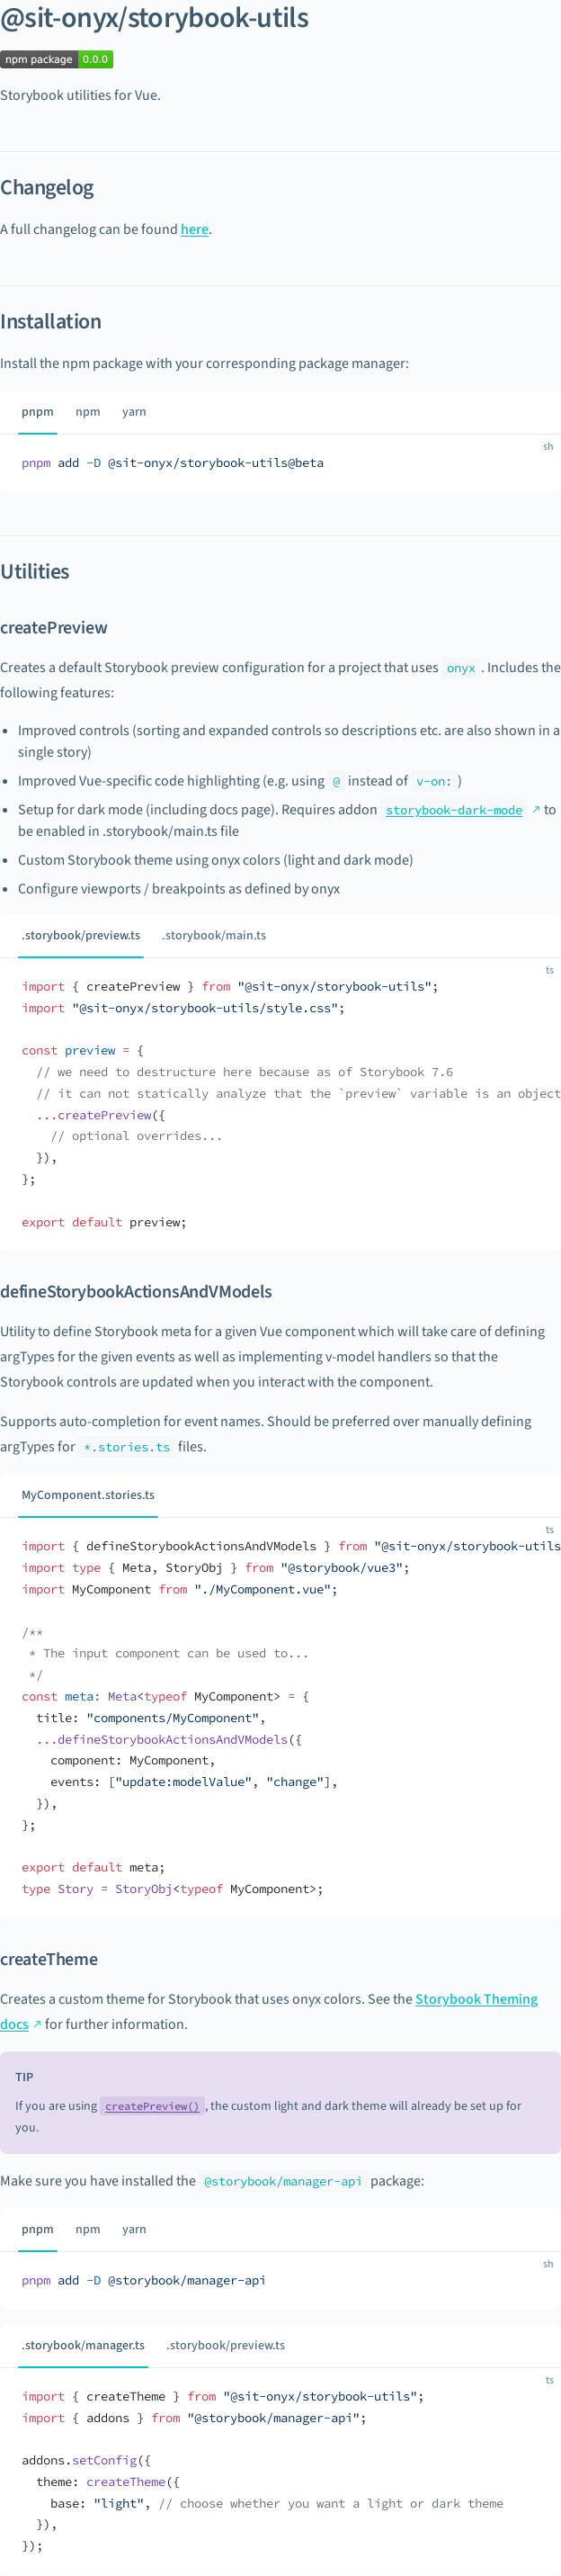 @sit-onyx/storybook-utils
npm package 0.0.0
Storybook utilities for Vue.
Changelog
A full changelog can be found here.
Installation
Install the npm package with your corresponding package manager:
pnpm npm yarn
sh
pnpm add -D @sit-onyx/storybook-utils@beta
Utilities
createPreview
Creates a default Storybook preview configuration for a project that uses onyx. Includes the
following features:
• Improved controls (sorting and expanded controls so descriptions etc. are also shown in a
single story)
• Improved Vue-specific code highlighting (e.g. using @ instead of v-on: )
• Setup for dark mode (including docs page). Requires addon storybook-dark-mode ↗ to
be enabled in .storybook/main.ts file
• Custom Storybook theme using onyx colors (light and dark mode)
• Configure viewports / breakpoints as defined by onyx
.storybook/preview.ts .storybook/main.ts
ts
import { createPreview } from "@sit-onyx/storybook-utils";
import "@sit-onyx/storybook-utils/style.css";
const preview = {
  // we need to destructure here because as of Storybook 7.6
  // it can not statically analyze that the `preview` variable is an object
  ...createPreview({
    // optional overrides...
  }),
};
export default preview;
defineStorybookActionsAndVModels
Utility to define Storybook meta for a given Vue component which will take care of defining
argTypes for the given events as well as implementing v-model handlers so that the
Storybook controls are updated when you interact with the component.
Supports auto-completion for event names. Should be preferred over manually defining
argTypes for *.stories.ts files.
MyComponent.stories.ts
ts
import { defineStorybookActionsAndVModels } from "@sit-onyx/storybook-utils
import type { Meta, StoryObj } from "@storybook/vue3";
import MyComponent from "./MyComponent.vue";
/**
 * The input component can be used to...
 */
const meta: Meta<typeof MyComponent> = {
  title: "components/MyComponent",
  ...defineStorybookActionsAndVModels({
    component: MyComponent,
    events: ["update:modelValue", "change"],
  }),
};
export default meta;
type Story = StoryObj<typeof MyComponent>;
createTheme
Creates a custom theme for Storybook that uses onyx colors. See the Storybook Theming
docs ↗ for further information.
TIP
If you are using createPreview(), the custom light and dark theme will already be set up for
you.
Make sure you have installed the @storybook/manager-api package:
pnpm npm yarn
sh
pnpm add -D @storybook/manager-api
.storybook/manager.ts .storybook/preview.ts
ts
import { createTheme } from "@sit-onyx/storybook-utils";
import { addons } from "@storybook/manager-api";
addons.setConfig({
  theme: createTheme({
    base: "light", // choose whether you want a light or dark theme
  }),
});